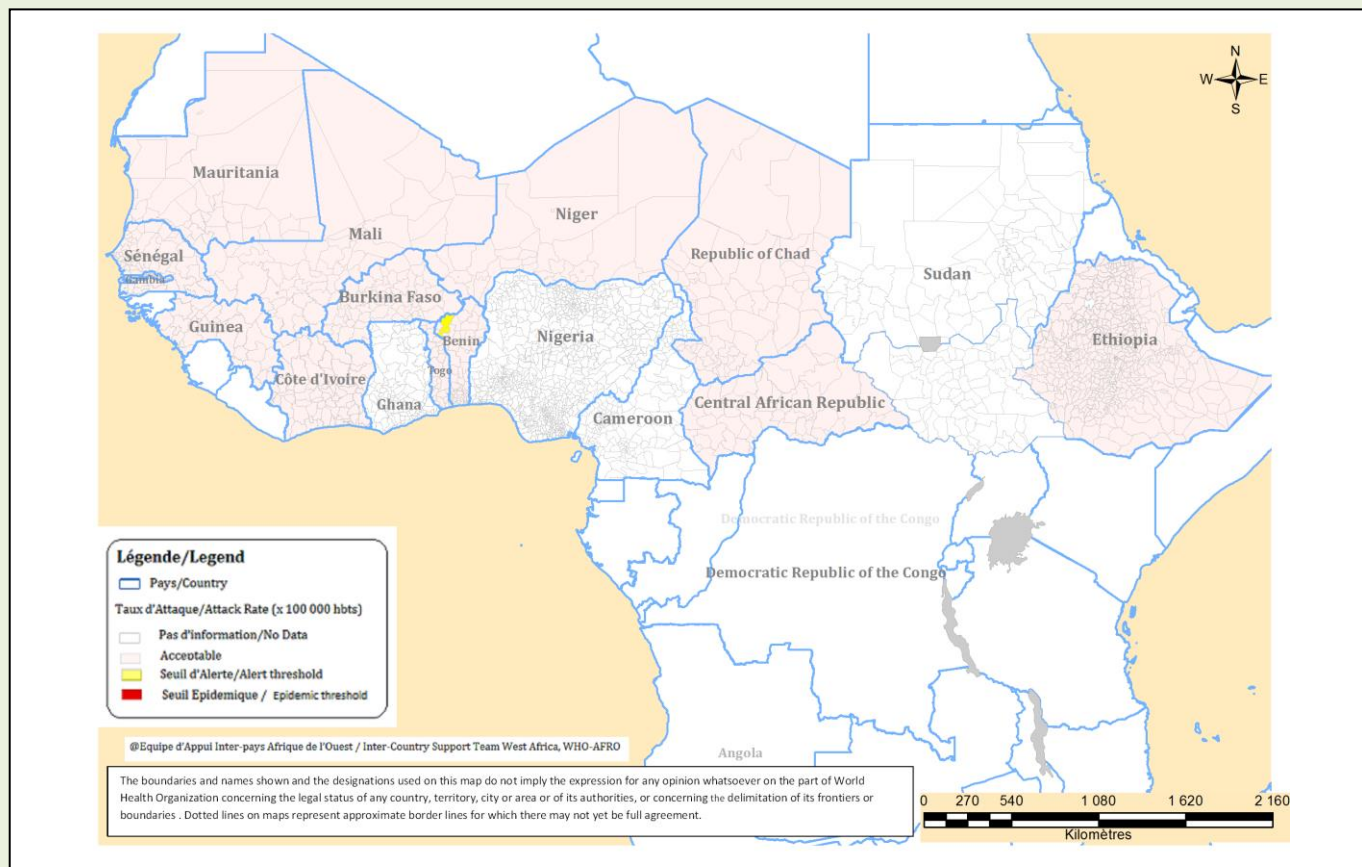 N
W E
S
Mauritania
Mali
Niger
Sénégal
Gambia
Republic of Chad
Sudan
Burkina Faso
Guinea
Benin
Nigeria
Ethiopia
Togo
Côte d'Ivoire
Ghana
Cameroon
Central African Republic
Democratic Republic of the Congo
Democratic Republic of the Congo
Angola
Légende/Legend
Pays/Country
Taux d'Attaque/Attack Rate (x 100 000 hbts)
Pas d'information/No Data
Acceptable
Seuil d'Alerte/Alert threshold
Seuil Epidemique / Epidemic threshold
@Equipe d'Appui Inter-pays Afrique de l'Ouest / Inter-Country Support Team West Africa, WHO-AFRO
The boundaries and names shown and the designations used on this map do not imply the expression for any opinion whatsoever on the part of World
Health Organization concerning the legal status of any country, territory, city or area or of its authorities, or concerning the delimitation of its frontiers or
boundaries . Dotted lines on maps represent approximate border lines for which there may not yet be full agreement.
0 270 540 1 080 1 620 2 160
Kilomètres